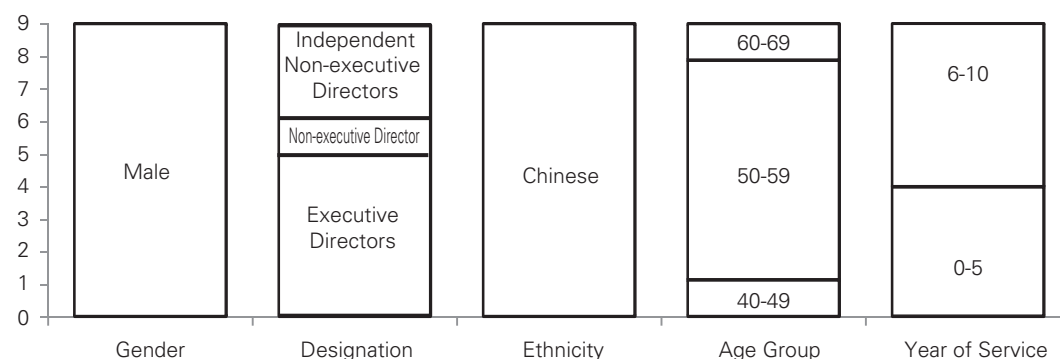 9
8
7
6
5
4
3
2
1
0
Male
Independent
Non-executive
Directors
Non-executive Director
Executive
Directors
Chinese
60-69
50-59
40-49
6-10
0-5
Gender
Designation
Ethnicity
Age Group
Year of Service